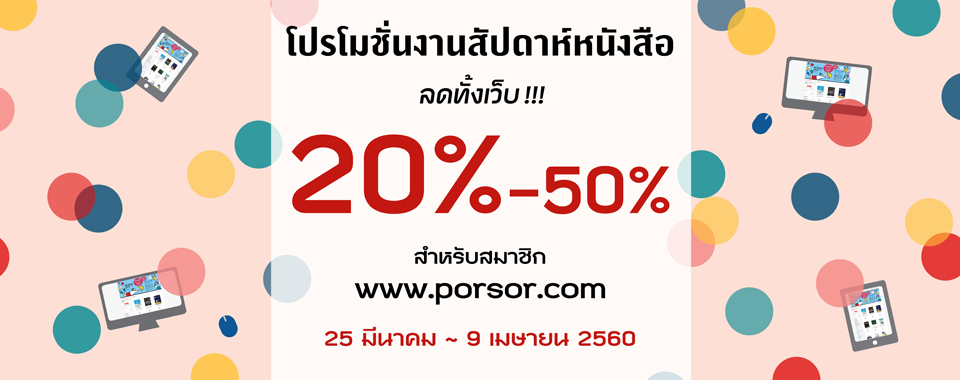 โปรโมชั่นงานสัปดาห์หนังสือ
ลดทั้งเว็บ !!!
20%-50%
สำหรับสมาชิก
www.porsor.com
25 มีนาคม ~ 9 เมษายน 2560